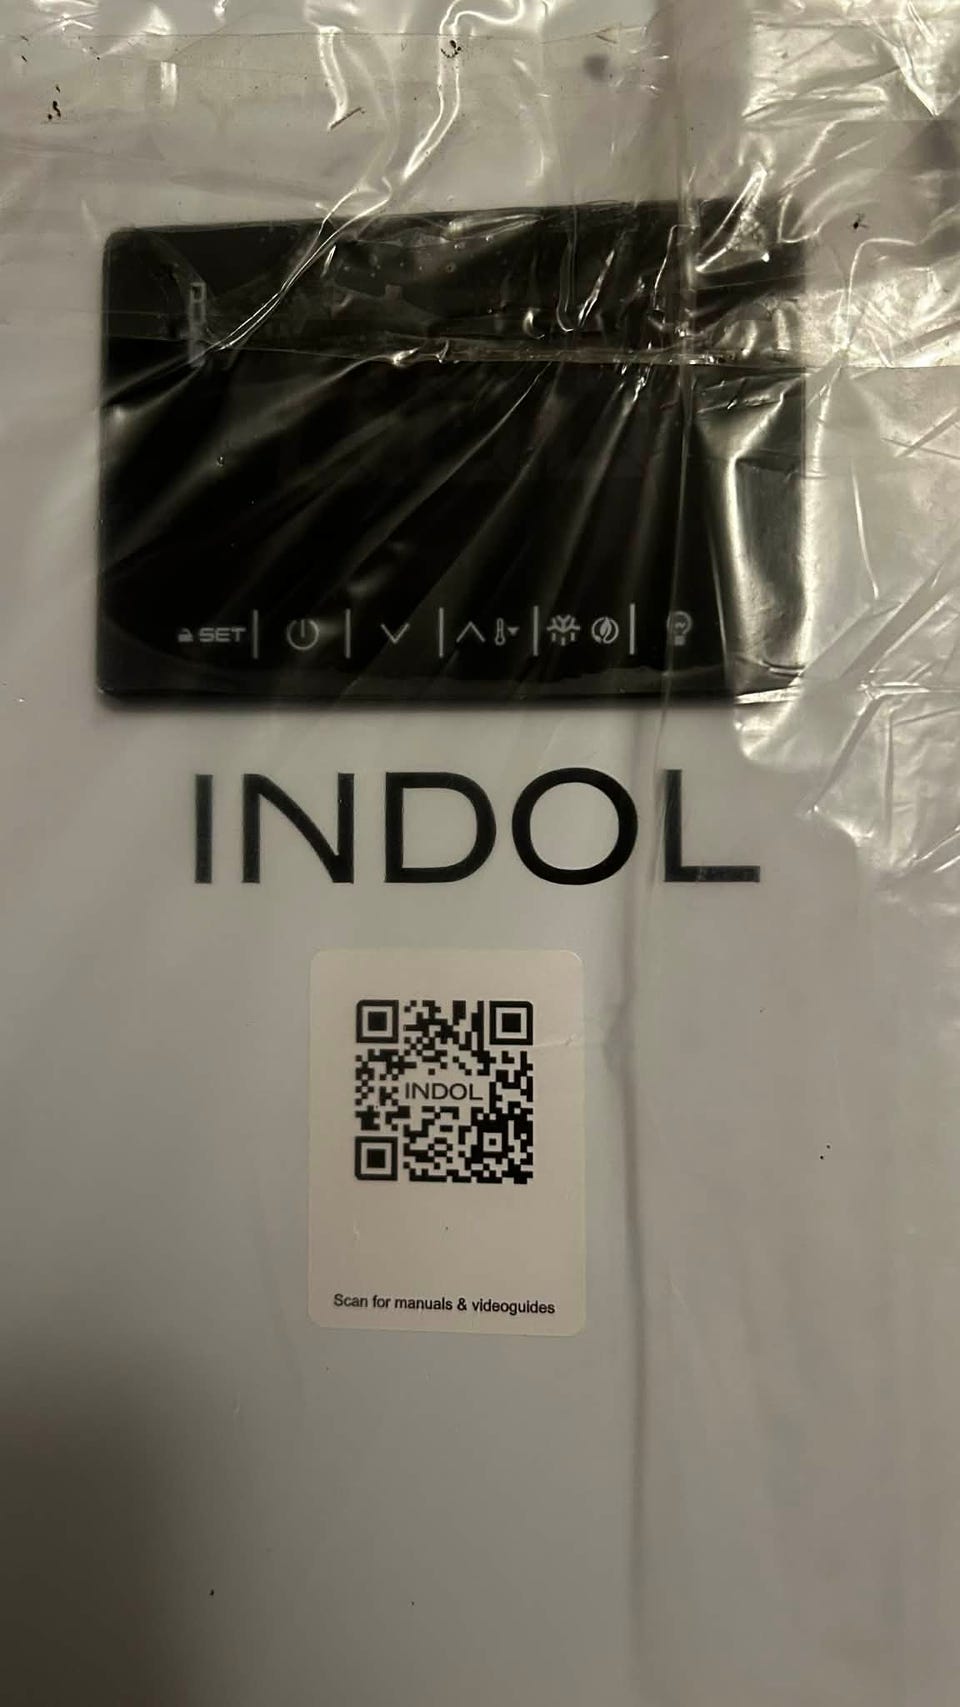 SET
INDOL
INDOL
Scan for manuals & videoguides